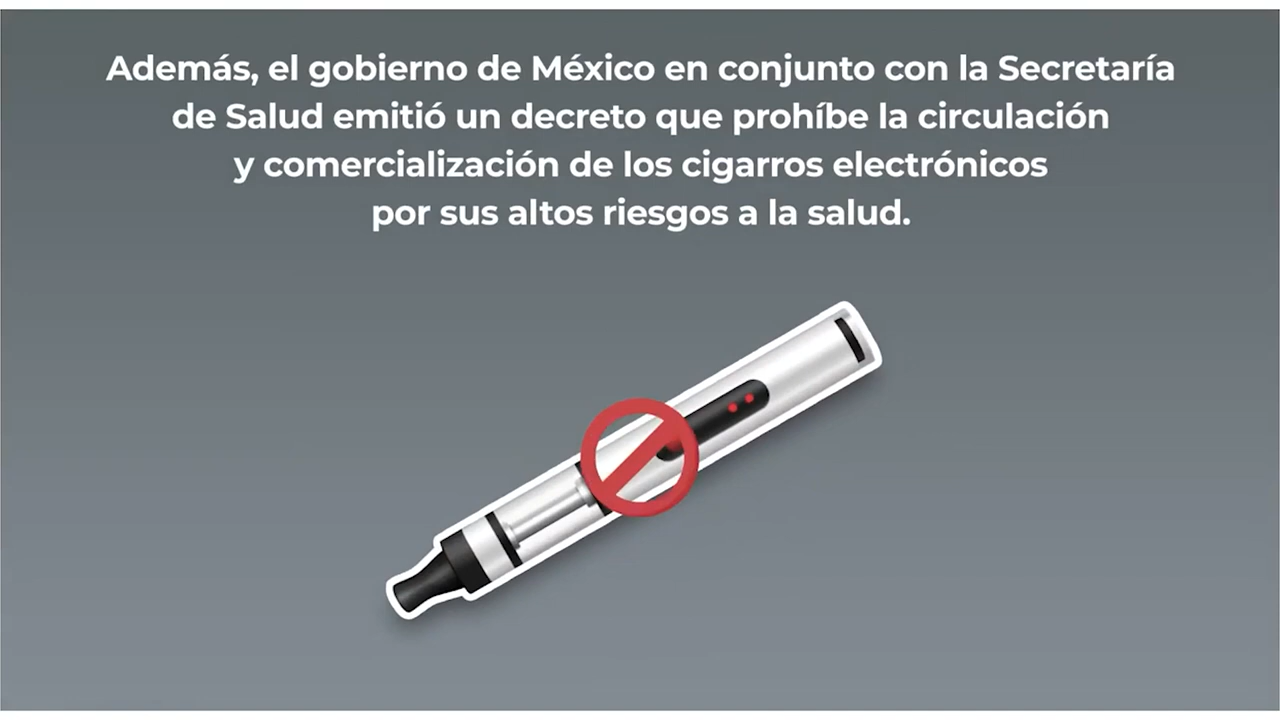 Además, el gobierno de México en conjunto con la Secretaría
de Salud emitió un decreto que prohíbe la circulación
y comercialización de los cigarros electrónicos
por sus altos riesgos a la salud.